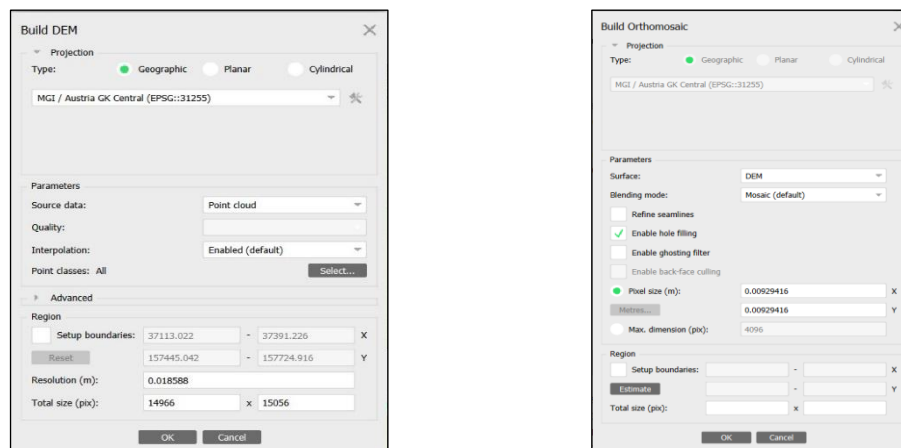 Build DEM
Projection
Type: Geographic Planar Cylindrical
MGI / Austria GK Central (EPSG::31255)
Parameters
Source data: Point cloud
Quality:
Interpolation: Enabled (default)
Point classes: All Select...
Advanced
Region
Setup boundaries: 37113.022 - 37391.226 X
Reset 157445.042 - 157724.916 Y
Resolution (m): 0.018588
Total size (pix): 14966 x 15056
OK Cancel
Build Orthomosaic
Projection
Type: Geographic Planar Cylindrical
MGI / Austria GK Central (EPSG::31255)
Parameters
Surface: DEM
Blending mode: Mosaic (default)
Refine seamlines
Enable hole filling
Enable ghosting filter
Enable back-face culling
Pixel size (m): 0.00929416 X
Metres... 0.00929416 Y
Max. dimension (pix): 4096
Region
Setup boundaries: - X
Estimate - Y
Total size (pix): x
OK Cancel